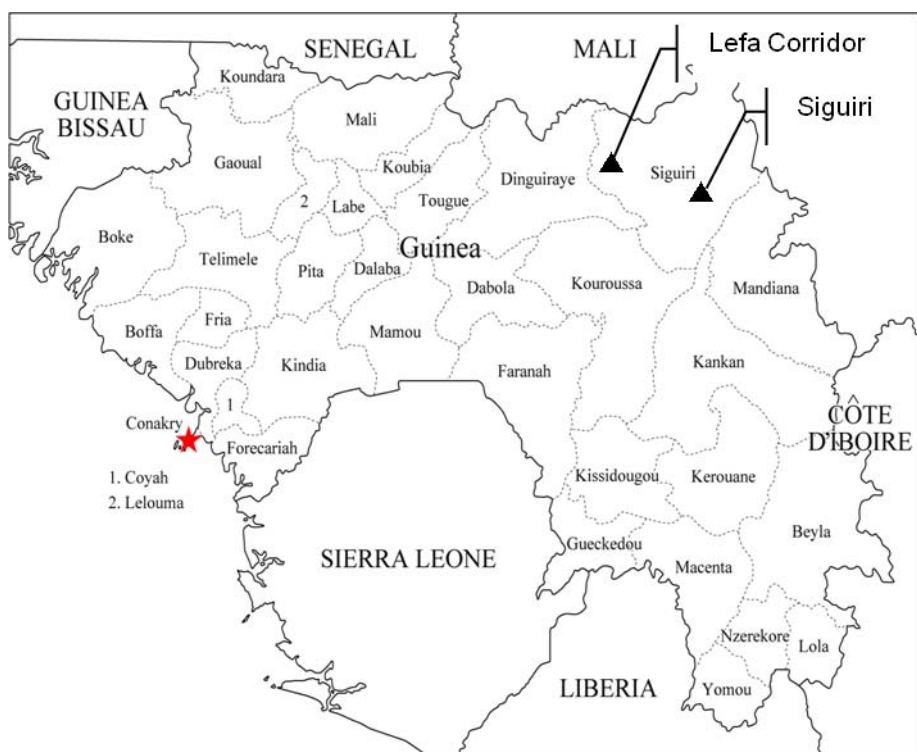 SENEGAL
MALI
Lefa Corridor
Koundara
GUINEA
BISSAU
Mali
Siguiri
Gaoual
Koubia
Dinguiraye
Siguiri
2
Labe
Tougue
Boke
Guinea
Telimele
Pita
Dalaba
Dabola
Kouroussa
Mandiana
Boffa
Fria
Mamou
Dubreka
Kindia
Faranah
Kankan
1
CÔTE
D'IBOIRE
Conakry
Forecariah
1. Coyah
2. Lelouma
Kissidougou
Kerouane
Beyla
SIERRA LEONE
Gueckedou
Macenta
Nzerekore
Lola
LIBERIA
Yomou